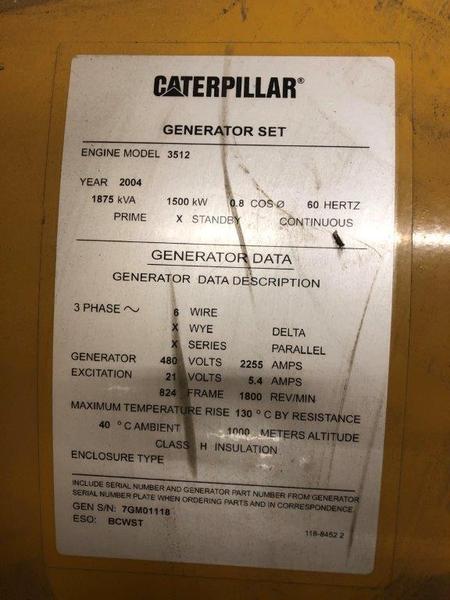 CATERPILLAR®
GENERATOR SET
ENGINE MODEL 3512
YEAR 2004
1875 kVA 1500 kW 0.8 COS Ø 60 HERTZ
PRIME X STANDBY CONTINUOUS
GENERATOR DATA
GENERATOR DATA DESCRIPTION
3 PHASE ~ 6 WIRE
X WYE DELTA
X SERIES PARALLEL
GENERATOR 480 VOLTS 2255 AMPS
EXCITATION 21 VOLTS 5.4 AMPS
824 FRAME 1800 REV/MIN
MAXIMUM TEMPERATURE RISE 130 °C BY RESISTANCE
40 °C AMBIENT 1000 METERS ALTITUDE
CLASS H INSULATION
ENCLOSURE TYPE
INCLUDE SERIAL NUMBER AND GENERATOR PART NUMBER FROM GENERATOR
SERIAL NUMBER PLATE WHEN ORDERING PARTS AND IN CORRESPONDENCE.
GEN S/N: 7GM01118
ESO: BCWST
118-8452 2